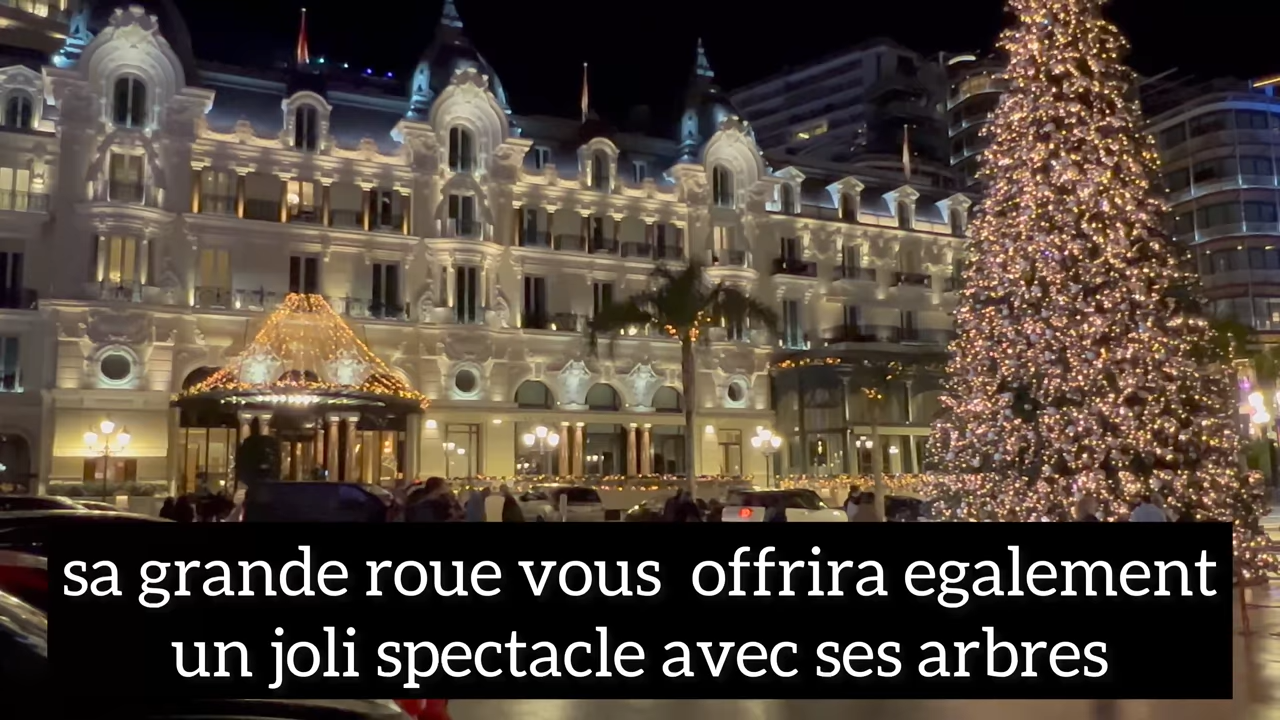 sa grande roue vous  offrira egalement
un joli spectacle avec ses arbres